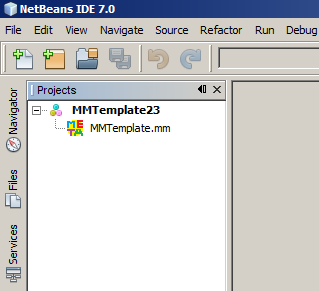 NetBeans IDE 7.0
File Edit View Navigate Source Refactor Run Debug
Projects
MMTemplate23
META
MMTemplate.mm
Navigator
Files
Services